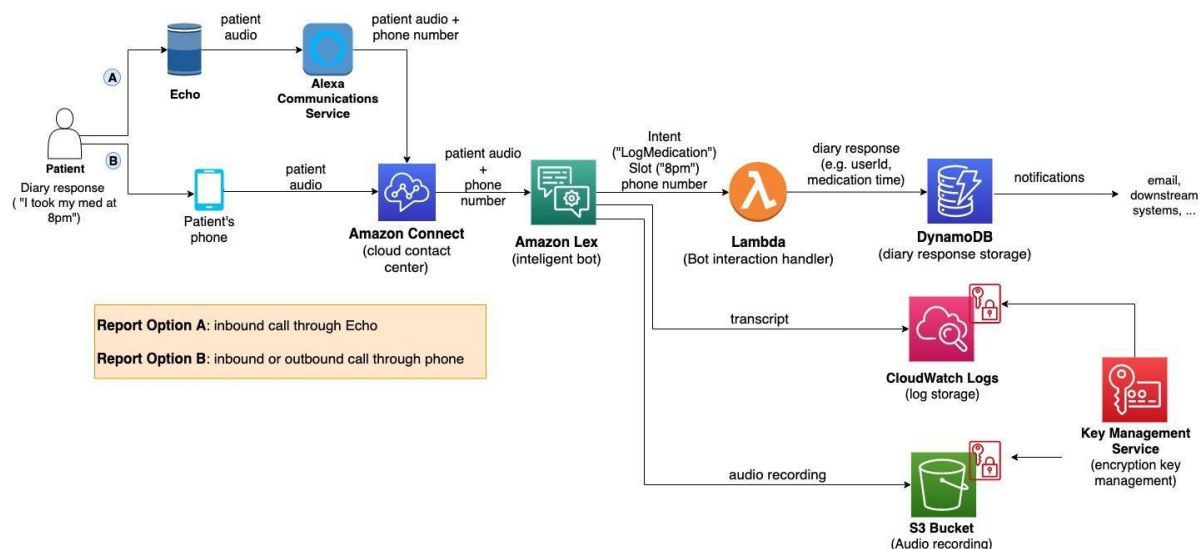 patient
audio
patient audio +
phone number
A
Echo
Alexa
Communications
Service
B
Patient
Diary response
( "I took my med at
8pm")
Patient's
phone
patient
audio
Amazon Connect
(cloud contact
center)
patient audio
+
phone
number
Amazon Lex
(inteligent bot)
Intent
("LogMedication")
Slot ("8pm")
phone number
Lambda
(Bot interaction handler)
diary response
(e.g. userId,
medication time)
DynamoDB
(diary response storage)
notifications
email,
downstream
systems, ...
Report Option A: inbound call through Echo
Report Option B: inbound or outbound call through phone
transcript
CloudWatch Logs
(log storage)
Key Management
Service
(encryption key
management)
audio recording
S3 Bucket
(Audio recording)